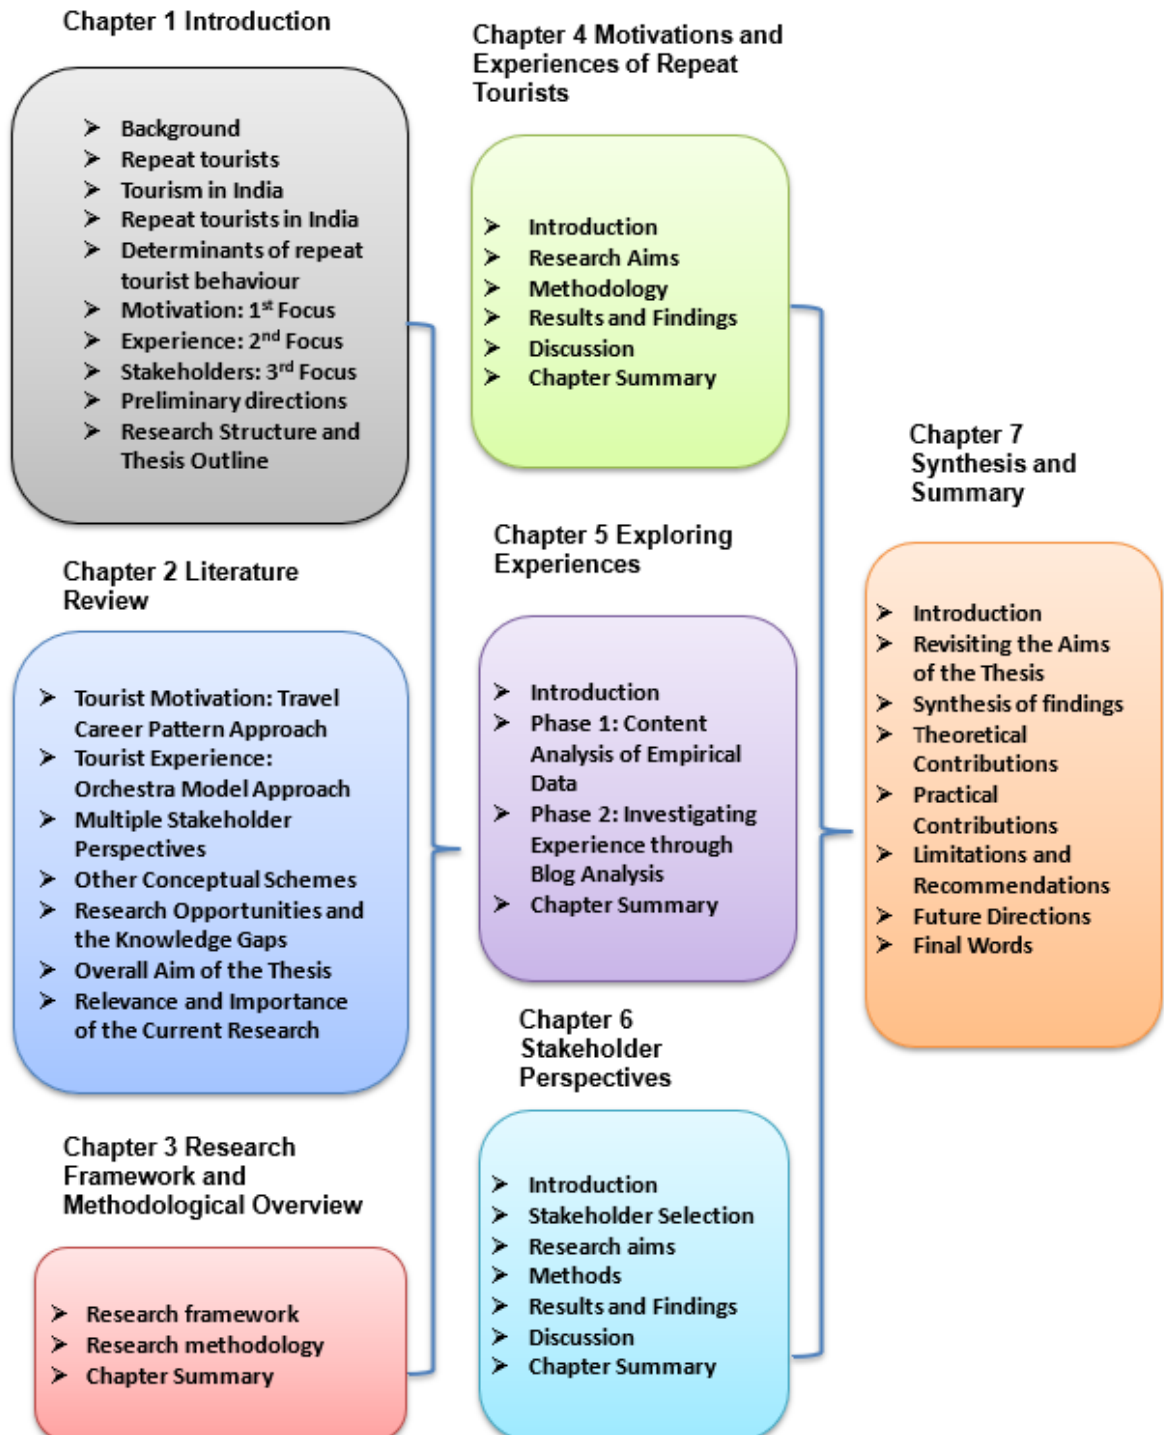 Chapter 1 Introduction
➤ Background
➤ Repeat tourists
➤ Tourism in India
➤ Repeat tourists in India
➤ Determinants of repeat
tourist behaviour
➤ Motivation: 1st Focus
➤ Experience: 2nd Focus
➤ Stakeholders: 3rd Focus
➤ Preliminary directions
➤ Research Structure and
Thesis Outline
Chapter 2 Literature
Review
➤ Tourist Motivation: Travel
Career Pattern Approach
➤ Tourist Experience:
Orchestra Model Approach
➤ Multiple Stakeholder
Perspectives
➤ Other Conceptual Schemes
➤ Research Opportunities and
the Knowledge Gaps
➤ Overall Aim of the Thesis
➤ Relevance and Importance
of the Current Research
Chapter 3 Research
Framework and
Methodological Overview
➤ Research framework
➤ Research methodology
➤ Chapter Summary
Chapter 4 Motivations and
Experiences of Repeat
Tourists
➤ Introduction
➤ Research Aims
➤ Methodology
➤ Results and Findings
➤ Discussion
➤ Chapter Summary
Chapter 5 Exploring
Experiences
➤ Introduction
➤ Phase 1: Content
Analysis of Empirical
Data
➤ Phase 2: Investigating
Experience through
Blog Analysis
➤ Chapter Summary
Chapter 6
Stakeholder
Perspectives
➤ Introduction
➤ Stakeholder Selection
➤ Research aims
➤ Methods
➤ Results and Findings
➤ Discussion
➤ Chapter Summary
Chapter 7
Synthesis and
Summary
➤ Introduction
➤ Revisiting the Aims
of the Thesis
➤ Synthesis of findings
➤ Theoretical
Contributions
➤ Practical
Contributions
➤ Limitations and
Recommendations
➤ Future Directions
➤ Final Words